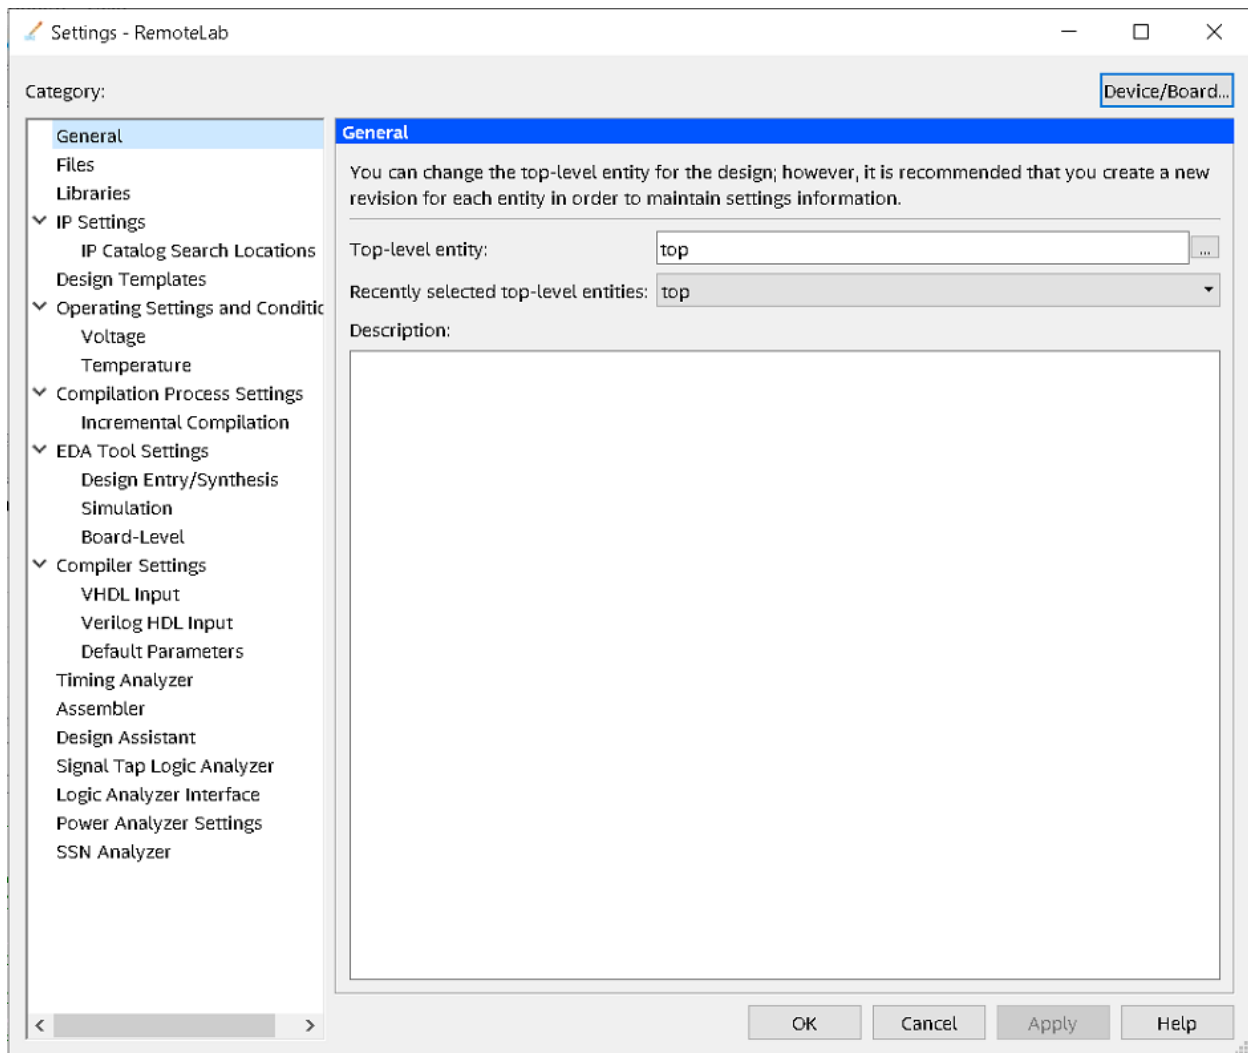 Settings - RemoteLab
Category:
Device/Board...
General
Files
Libraries
IP Settings
IP Catalog Search Locations
Design Templates
Operating Settings and Conditic
Voltage
Temperature
Compilation Process Settings
Incremental Compilation
EDA Tool Settings
Design Entry/Synthesis
Simulation
Board-Level
Compiler Settings
VHDL Input
Verilog HDL Input
Default Parameters
Timing Analyzer
Assembler
Design Assistant
Signal Tap Logic Analyzer
Logic Analyzer Interface
Power Analyzer Settings
SSN Analyzer
General
You can change the top-level entity for the design; however, it is recommended that you create a new
revision for each entity in order to maintain settings information.
Top-level entity: top ...
Recently selected top-level entities: top
Description:
OK Cancel Apply Help